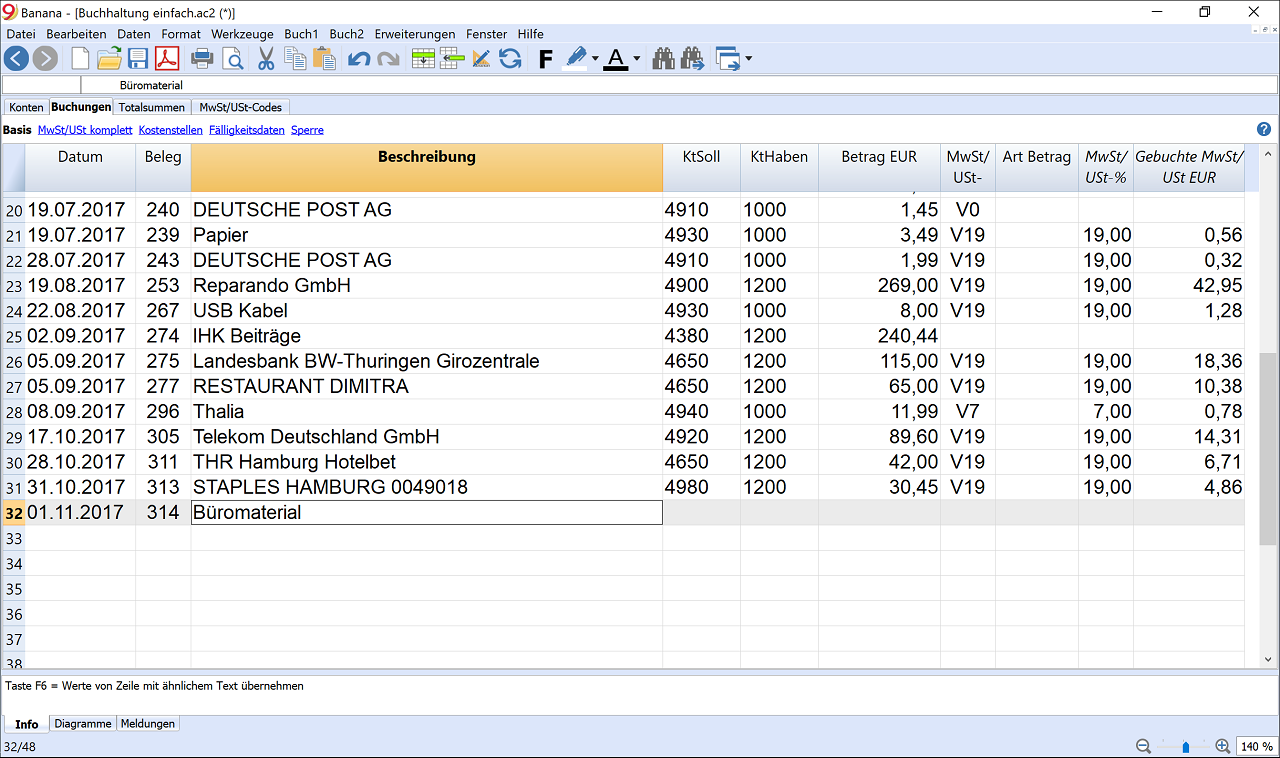 Banana - [Buchhaltung einfach.ac2 (*)]
Datei Bearbeiten Daten Format Werkzeuge Buch1 Buch2 Erweiterungen Fenster Hilfe
F A
Büromaterial
Konten Buchungen Totalsummen MwSt/USt-Codes
Basis MwSt/USt komplett Kostenstellen Fälligkeitsdaten Sperre
Datum Beleg Beschreibung KtSoll KtHaben Betrag EUR MwSt/ Art Betrag MwSt/ Gebuchte MwSt/
USt- USt-% USt EUR
20 19.07.2017 240 DEUTSCHE POST AG 4910 1000 1,45 V0
21 19.07.2017 239 Papier 4930 1000 3,49 V19 19,00 0,56
22 28.07.2017 243 DEUTSCHE POST AG 4910 1000 1,99 V19 19,00 0,32
23 19.08.2017 253 Reparando GmbH 4900 1200 269,00 V19 19,00 42,95
24 22.08.2017 267 USB Kabel 4930 1000 8,00 V19 19,00 1,28
25 02.09.2017 274 IHK Beiträge 4380 1200 240,44
26 05.09.2017 275 Landesbank BW-Thuringen Girozentrale 4650 1200 115,00 V19 19,00 18,36
27 05.09.2017 277 RESTAURANT DIMITRA 4650 1200 65,00 V19 19,00 10,38
28 08.09.2017 296 Thalia 4940 1000 11,99 V7 7,00 0,78
29 17.10.2017 305 Telekom Deutschland GmbH 4920 1200 89,60 V19 19,00 14,31
30 28.10.2017 311 THR Hamburg Hotelbet 4650 1200 42,00 V19 19,00 6,71
31 31.10.2017 313 STAPLES HAMBURG 0049018 4980 1200 30,45 V19 19,00 4,86
32 01.11.2017 314 Büromaterial
33
34
35
36
37
38
Taste F6 = Werte von Zeile mit ähnlichem Text übernehmen
Info Diagramme Meldungen
32/48 140 %